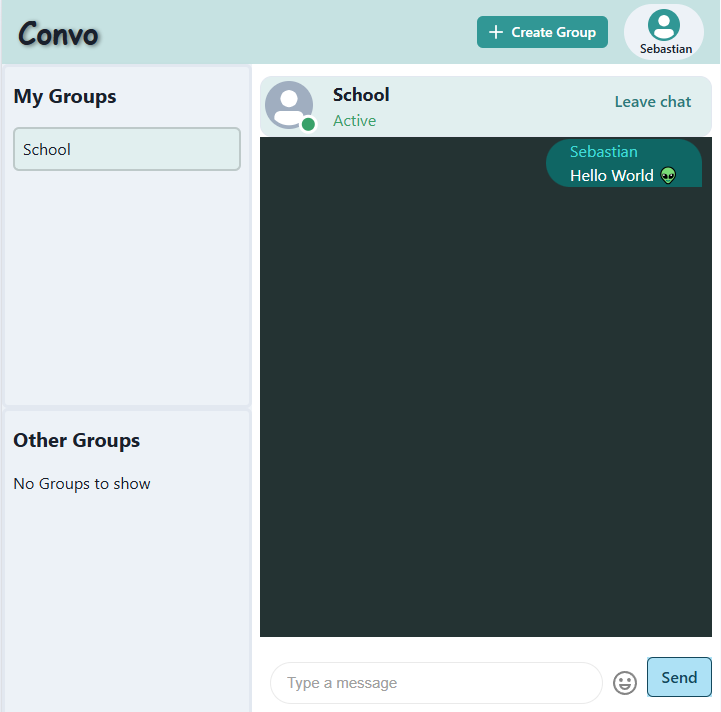 Convo
Create Group
Sebastian
My Groups
School
Other Groups
No Groups to show
School
Active
Leave chat
Sebastian
Hello World 👽
Type a message
Send